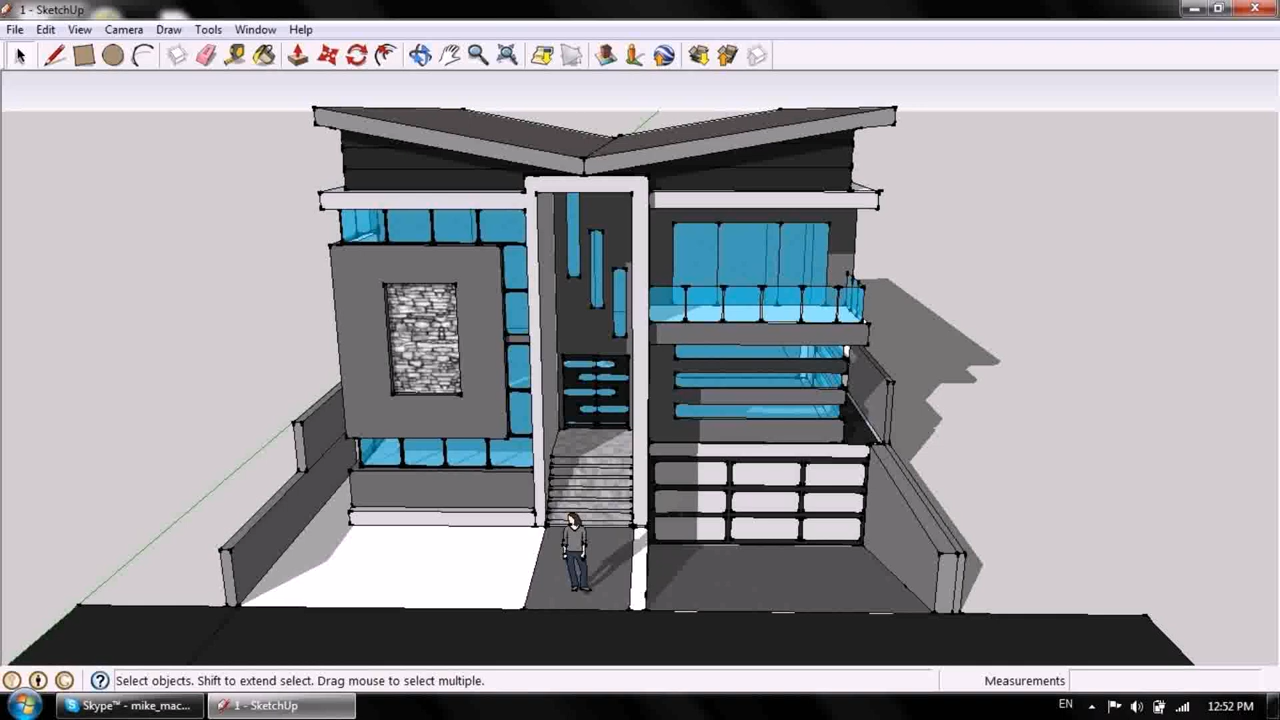 1 - SketchUp
File Edit View Camera Draw Tools Window Help
Select objects. Shift to extend select. Drag mouse to select multiple.
Measurements
Skype™ - mike_mac...
1 - SketchUp
EN
12:52 PM